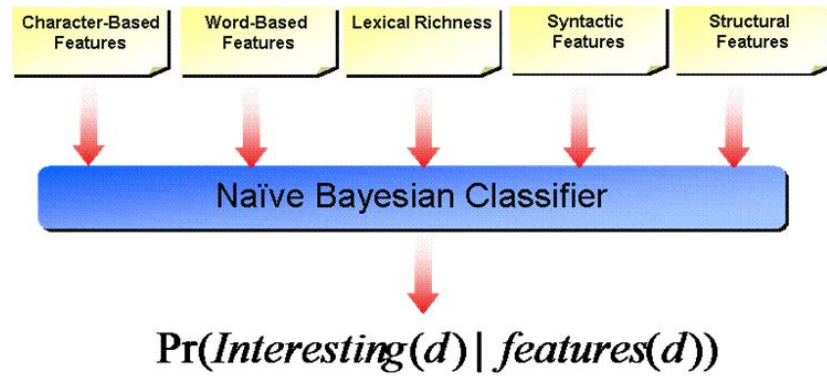 Character-Based
Features
Word-Based
Features
Lexical Richness
Syntactic
Features
Structural
Features
Naïve Bayesian Classifier
Pr(Interesting(d) | features(d))